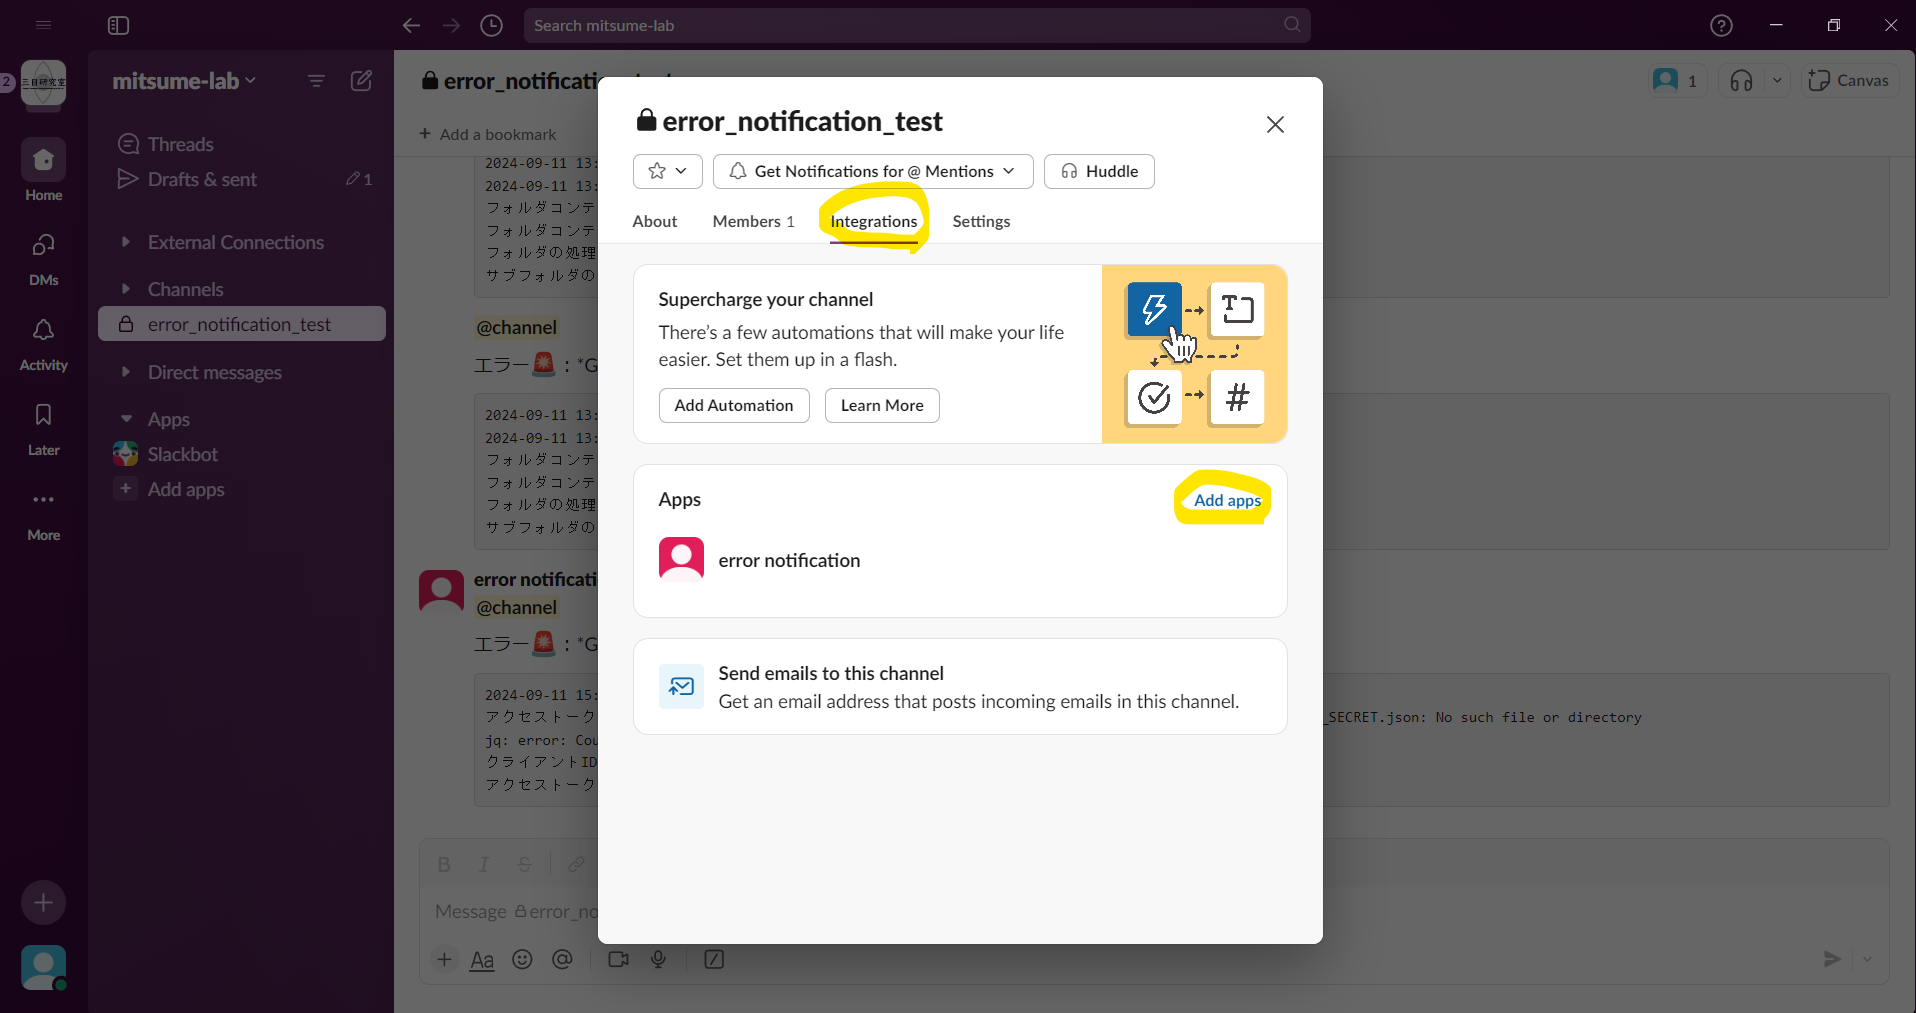 Search mitsume-lab
2
三目研究室
mitsume-lab
Threads
Drafts & sent
1
Home
External Connections
DMs
Channels
error_notification_test
Activity
Direct messages
Apps
Later
Slackbot
Add apps
More
error_notificati
1
Canvas
Add a bookmark
2024-09-11 13:
2024-09-11 13:
フォルダコンテ
フォルダコンテ
フォルダの処理
サブフォルダの
@channel
エラー🚨：*G
2024-09-11 13:
2024-09-11 13:
フォルダコンテ
フォルダコンテ
フォルダの処理
サブフォルダの
error notificati
@channel
エラー🚨：*G
2024-09-11 15:
アクセストーク
_SECRET.json: No such file or directory
jq: error: Cou
クライアントID
アクセストーク
B I S
Message error_no
Aa
error_notification_test
Get Notifications for @ Mentions
Huddle
About
Members 1
Integrations
Settings
Supercharge your channel
There’s a few automations that will make your life
easier. Set them up in a flash.
Add Automation
Learn More
Apps
Add apps
error notification
Send emails to this channel
Get an email address that posts incoming emails in this channel.